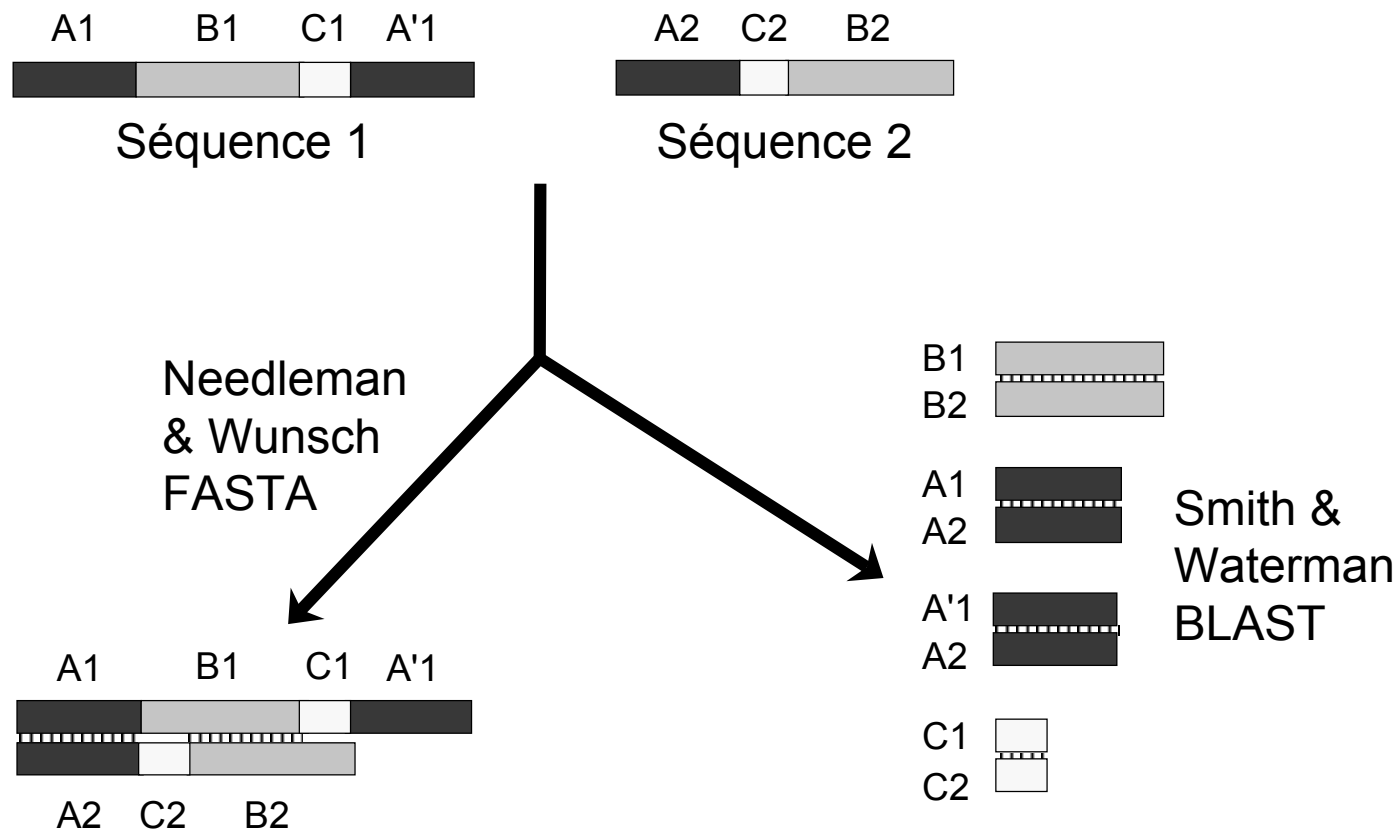 A1 B1 C1 A'1
Séquence 1
A2 C2 B2
Séquence 2
Needleman
& Wunsch
FASTA
A1 B1 C1 A'1
A2 C2 B2
B1
B2
A1
A2
A'1
A2
C1
C2
Smith &
Waterman
BLAST